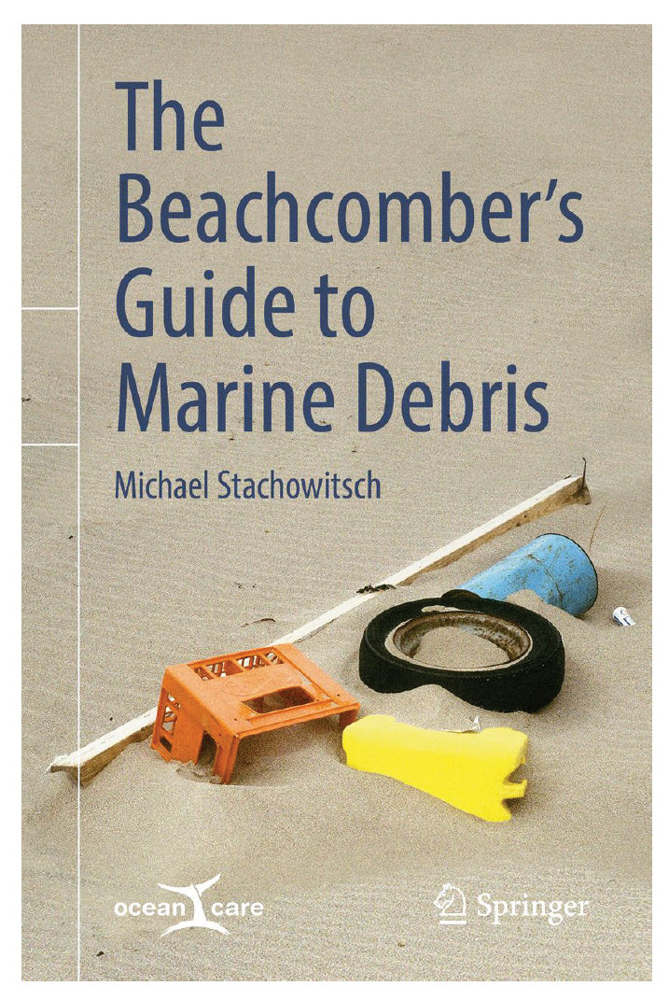 The
Beachcomber’s
Guide to
Marine Debris
Michael Stachowitsch
ocean care
Springer